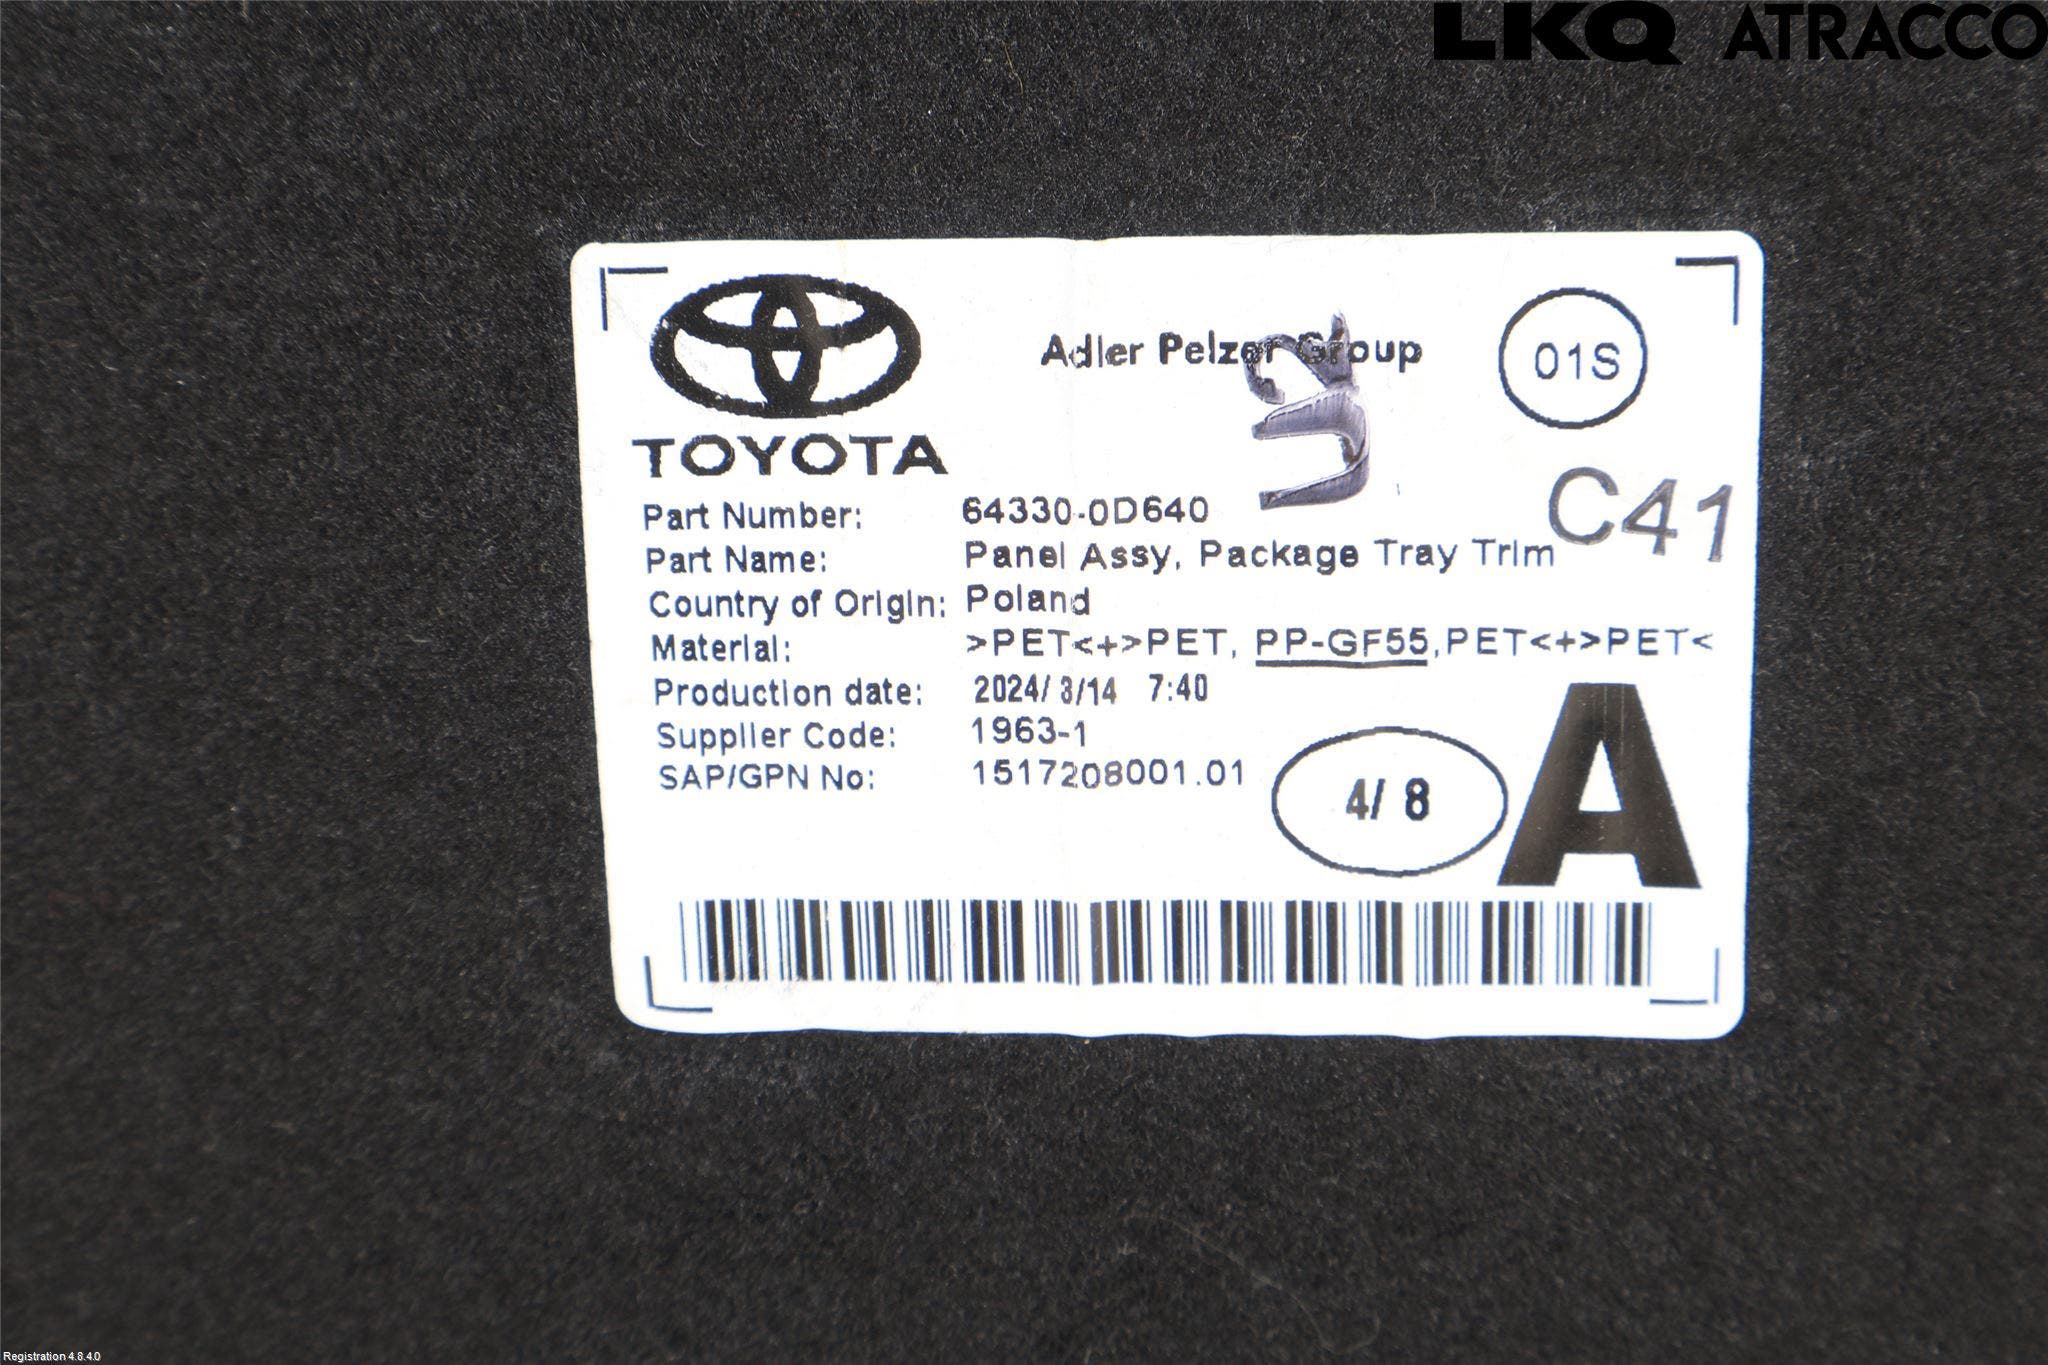 LKQ ATRACCO
Adler Pelzer Group
01S
TOYOTA
C41
Part Number: 64330-0D640
Part Name: Panel Assy, Package Tray Trim
Country of Origin: Poland
Material: >PET<+>PET, PP-GF55,PET<+>PET<
Production date: 2024/ 3/14 7:40
Supplier Code: 1963-1
SAP/GPN No: 1517208001.01
4/ 8
A
Registration 4.8.4.0